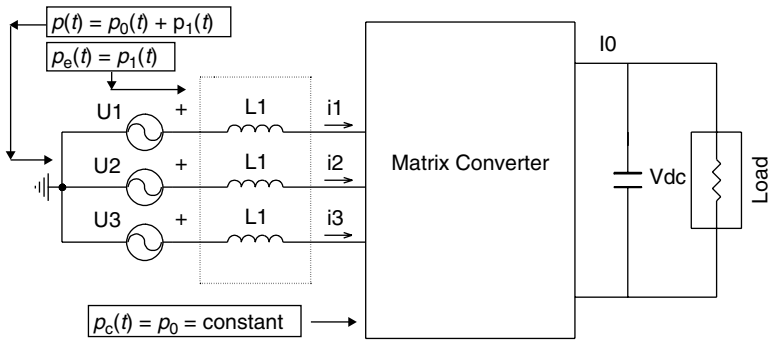 p(t) = p0(t) + p1(t)
pe(t) = p1(t)
U1 + L1 i1
U2 + L1 i2
U3 + L1 i3
Matrix Converter
I0
Vdc
Load
pc(t) = p0 = constant